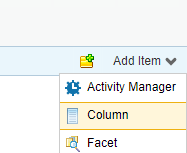 Add Item
Activity Manager
Column
Facet